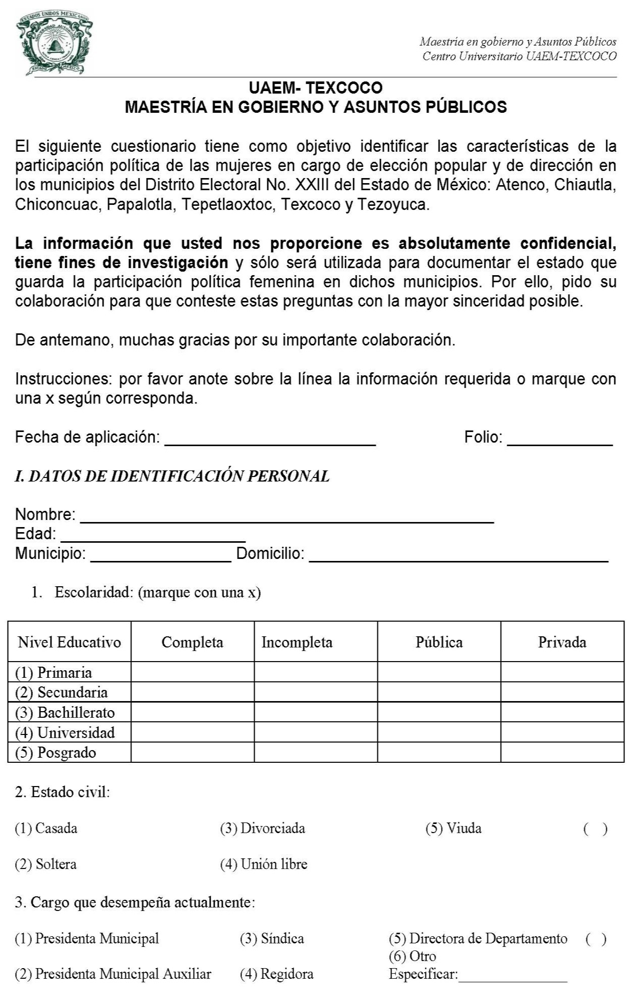 ESTADOS UNIDOS MEXICANOS
UNIVERSIDAD AUTONOMA
ESTADO MEXICO
Maestría en gobierno y Asuntos Públicos
Centro Universitario UAEM-TEXCOCO
UAEM- TEXCOCO
MAESTRÍA EN GOBIERNO Y ASUNTOS PÚBLICOS
El siguiente cuestionario tiene como objetivo identificar las características de la
participación política de las mujeres en cargo de elección popular y de dirección en
los municipios del Distrito Electoral No. XXIII del Estado de México: Atenco, Chiautla,
Chiconcuac, Papalotla, Tepetlaoxtoc, Texcoco y Tezoyuca.
La información que usted nos proporcione es absolutamente confidencial,
tiene fines de investigación y sólo será utilizada para documentar el estado que
guarda la participación política femenina en dichos municipios. Por ello, pido su
colaboración para que conteste estas preguntas con la mayor sinceridad posible.
De antemano, muchas gracias por su importante colaboración.
Instrucciones: por favor anote sobre la línea la información requerida o marque con
una x según corresponda.
Fecha de aplicación: ______________________ Folio: ___________
I. DATOS DE IDENTIFICACIÓN PERSONAL
Nombre: ___________________________________________
Edad: ___________________
Municipio: _______________ Domicilio: _______________________________
1. Escolaridad: (marque con una x)
Nivel Educativo Completa Incompleta Pública Privada
(1) Primaria
(2) Secundaria
(3) Bachillerato
(4) Universidad
(5) Posgrado
2. Estado civil:
(1) Casada (3) Divorciada (5) Viuda ( )
(2) Soltera (4) Unión libre
3. Cargo que desempeña actualmente:
(1) Presidenta Municipal (3) Síndica (5) Directora de Departamento ( )
(6) Otro
(2) Presidenta Municipal Auxiliar (4) Regidora Especificar:_______________